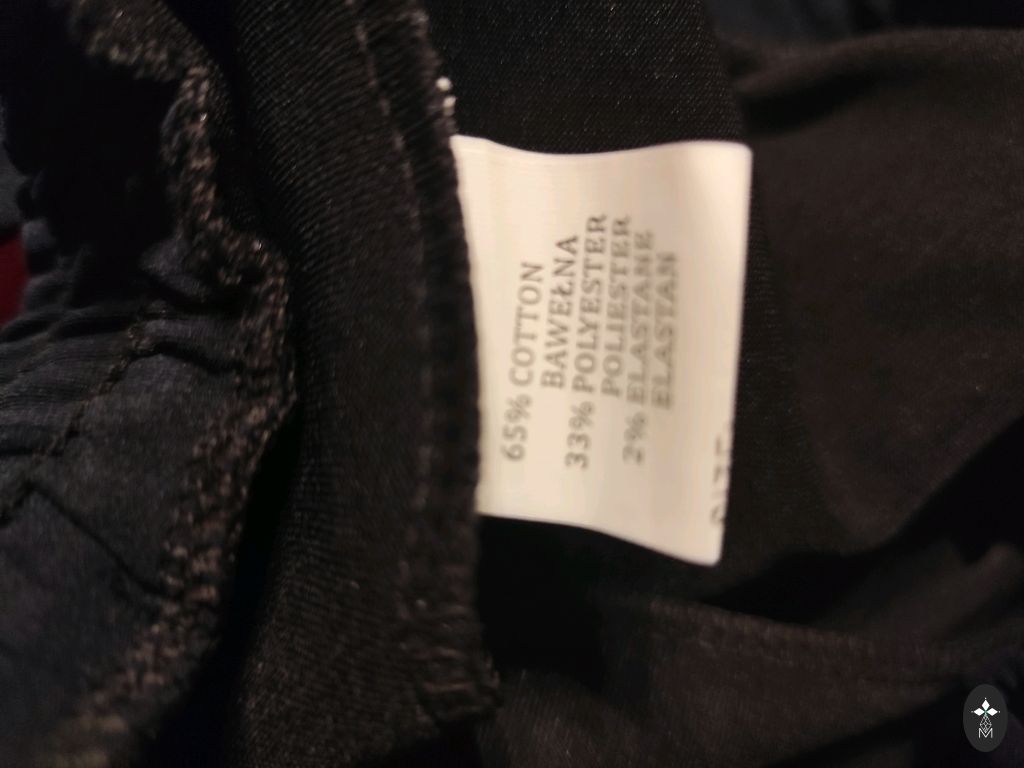 65% COTTON
BAWEŁNA
33% POLYESTER
POLIESTER
2% ELASTANE
ELASTAN
M